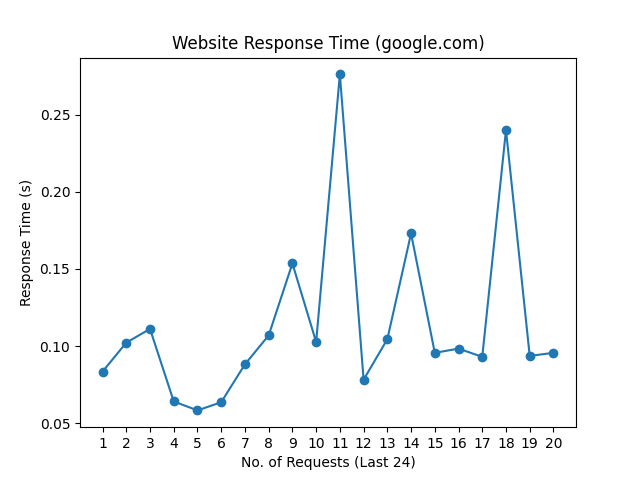 Website Response Time (google.com)
Response Time (s)
0.25
0.20
0.15
0.10
0.05
1 2 3 4 5 6 7 8 9 10 11 12 13 14 15 16 17 18 19 20
No. of Requests (Last 24)